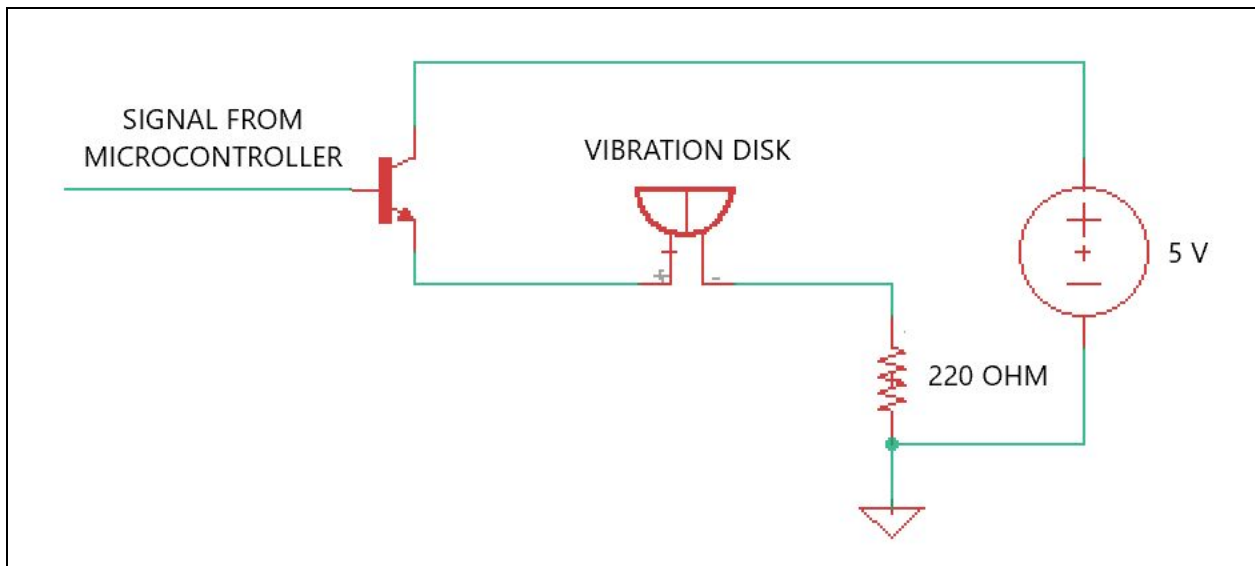 SIGNAL FROM
MICROCONTROLLER
VIBRATION DISK
+ -
5 V
220 OHM